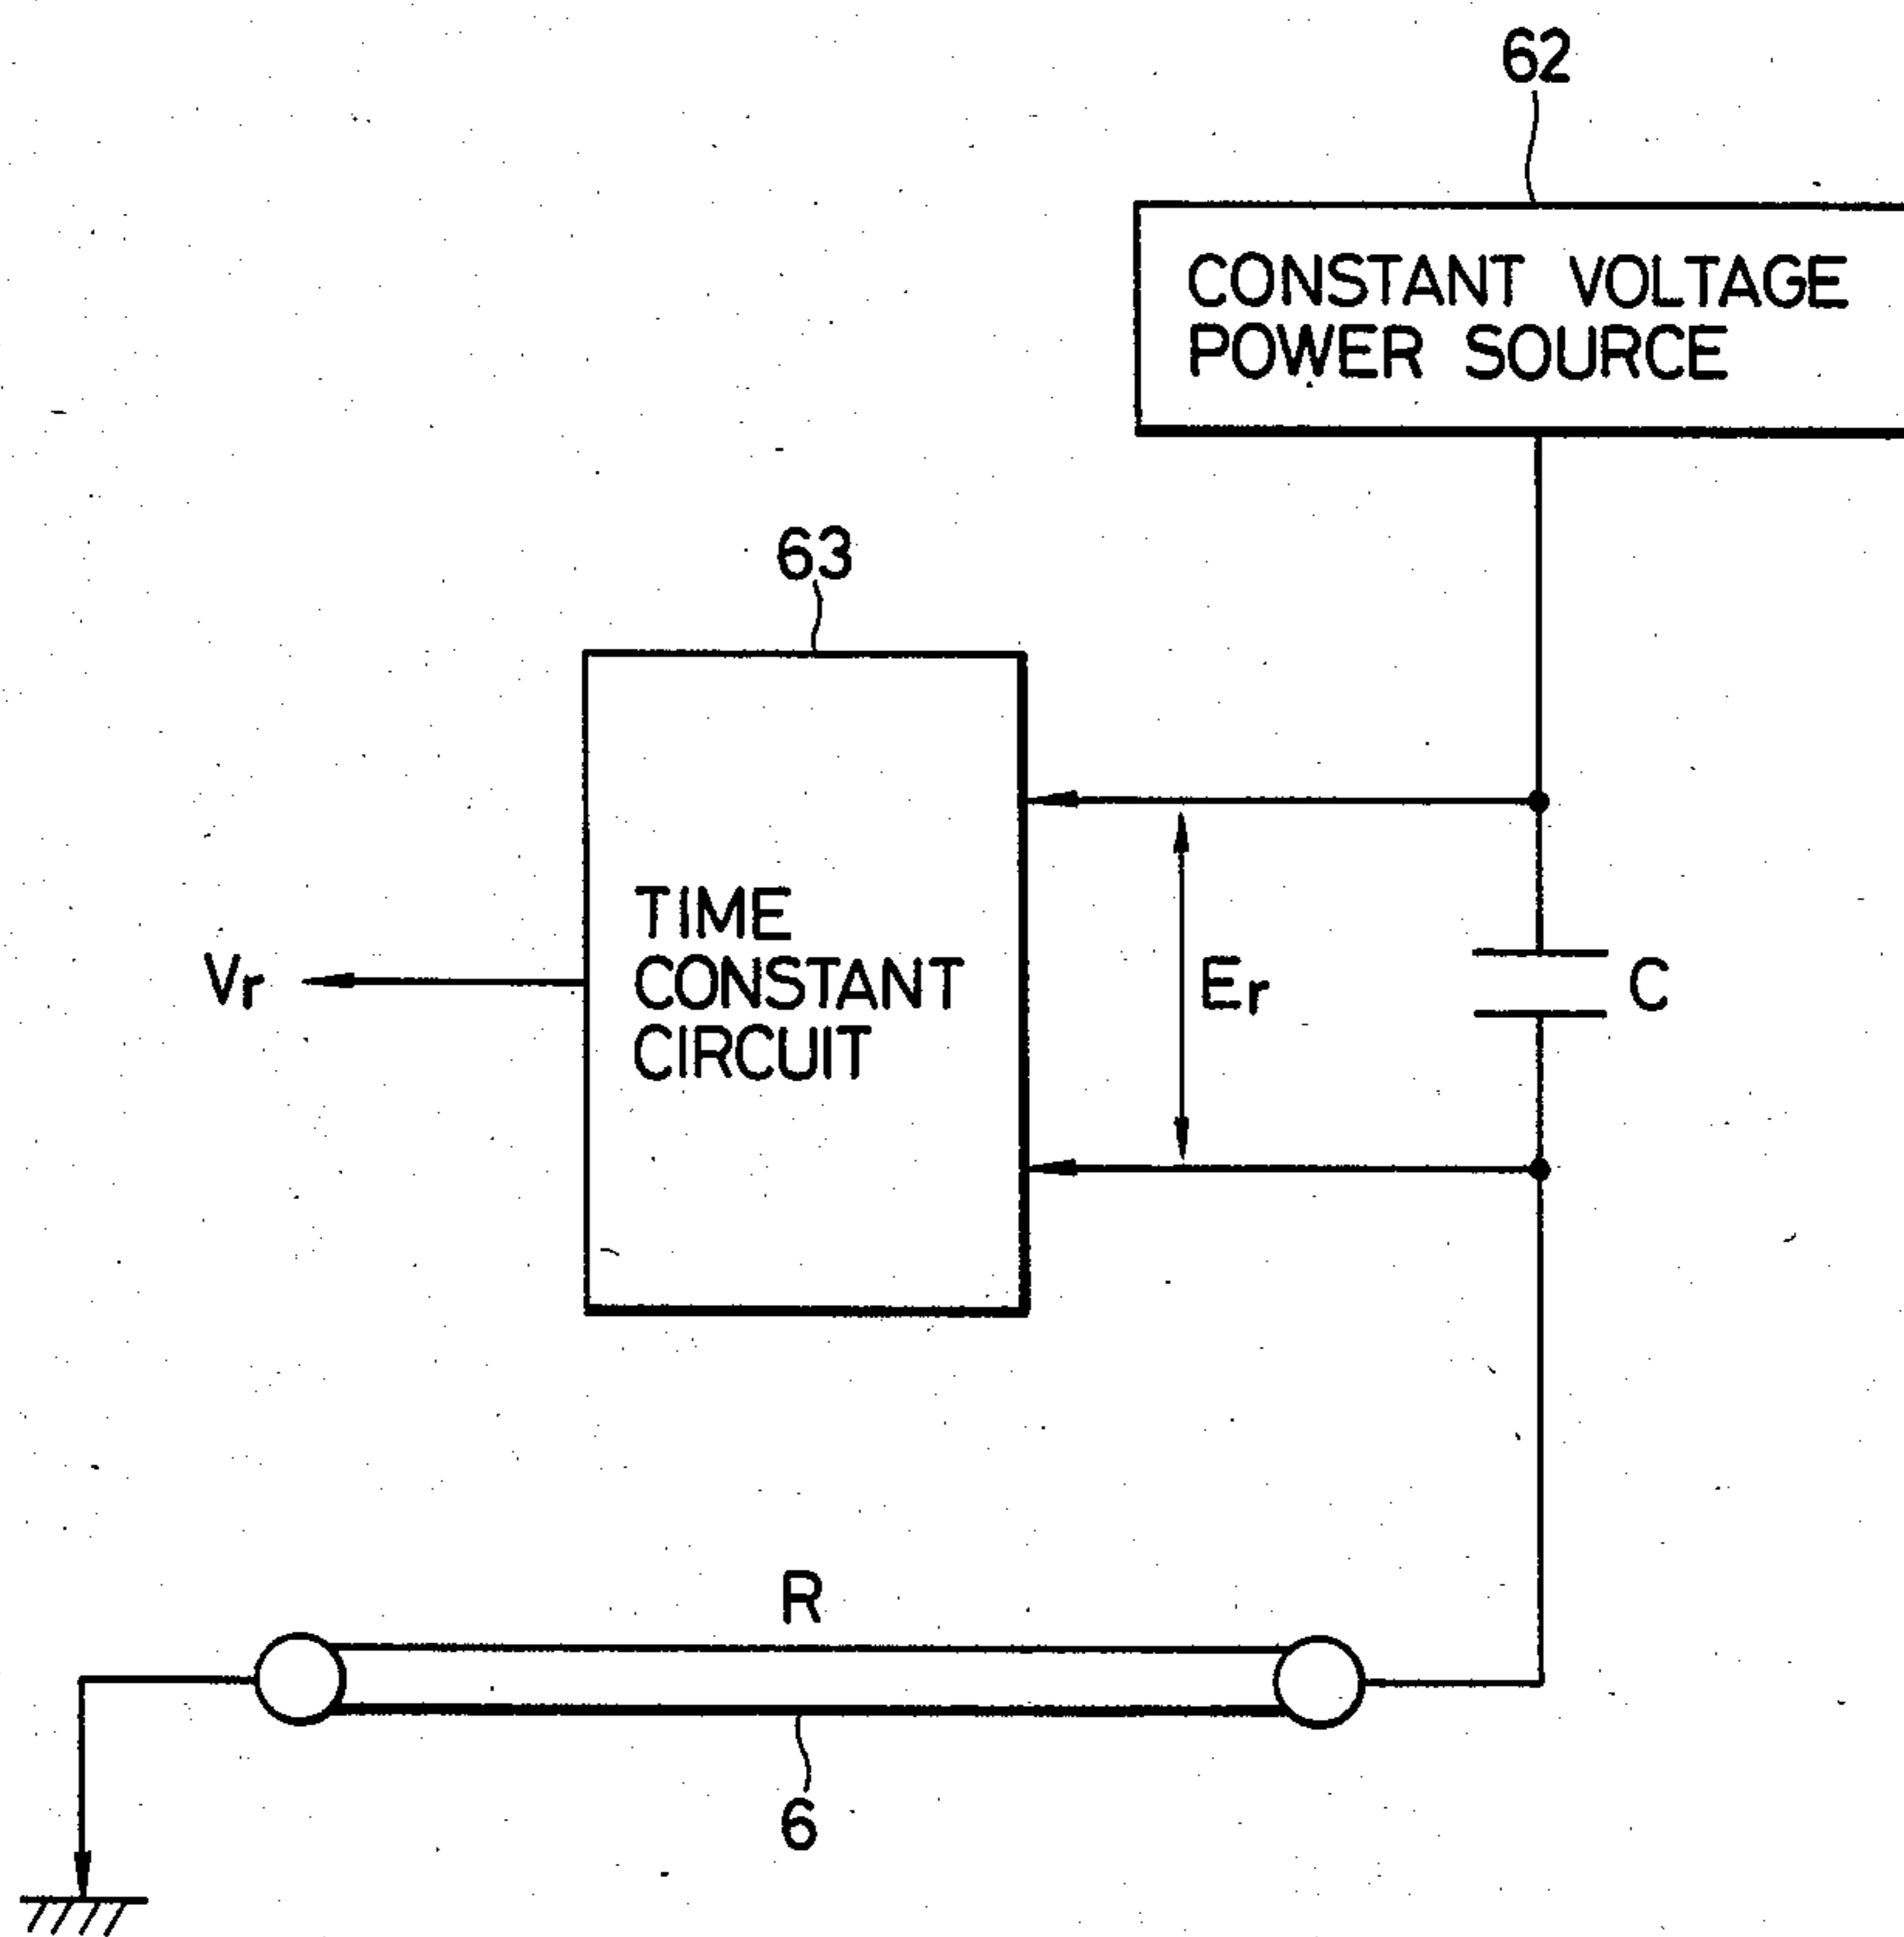 62
CONSTANT VOLTAGE
POWER SOURCE
63
TIME
CONSTANT
CIRCUIT
Vr
Er
C
R
6